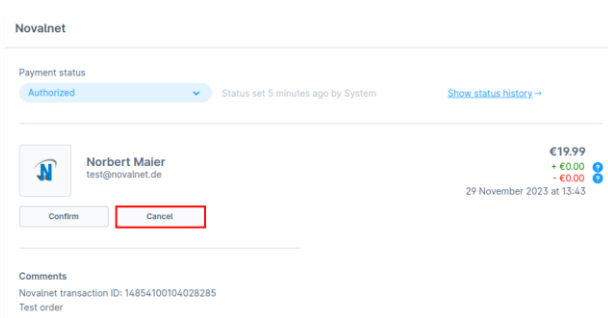 Novalnet
Payment status
Authorized
Status set 5 minutes ago by System
Show status history→
N
Norbert Maier
test@novalnet.de
€19.99
+ €0.00 ?
- €0.00 ?
29 November 2023 at 13:43
Confirm
Cancel
Comments
Novalnet transaction ID: 14854100104028285
Test order